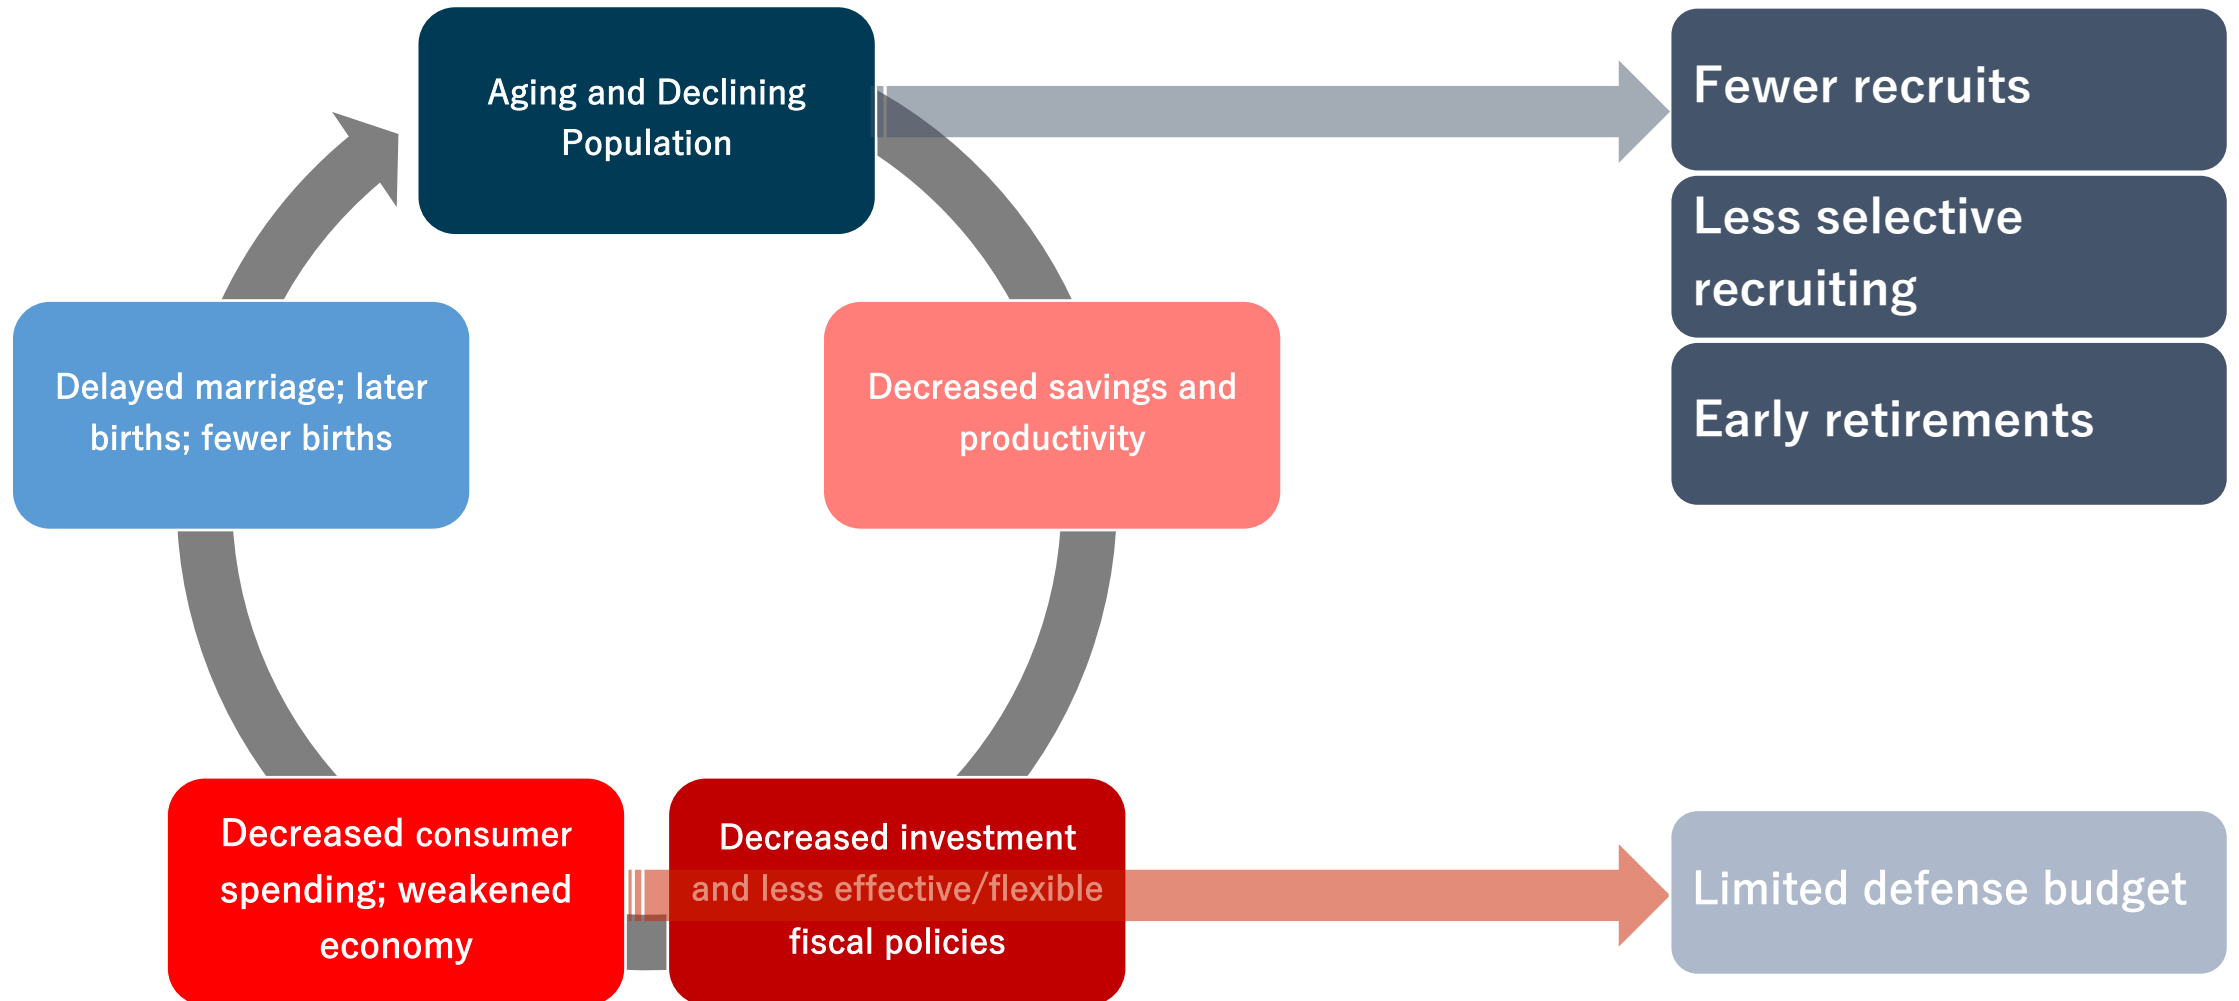 Aging and Declining
Population
Fewer recruits
Less selective
recruiting
Early retirements
Delayed marriage; later
births; fewer births
Decreased savings and
productivity
Decreased consumer
spending; weakened
economy
Decreased investment
and less effective/flexible
fiscal policies
Limited defense budget